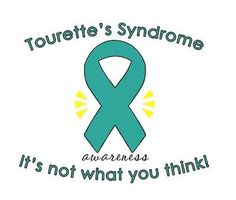 Tourette's Syndrome
awareness
It's not what you think!